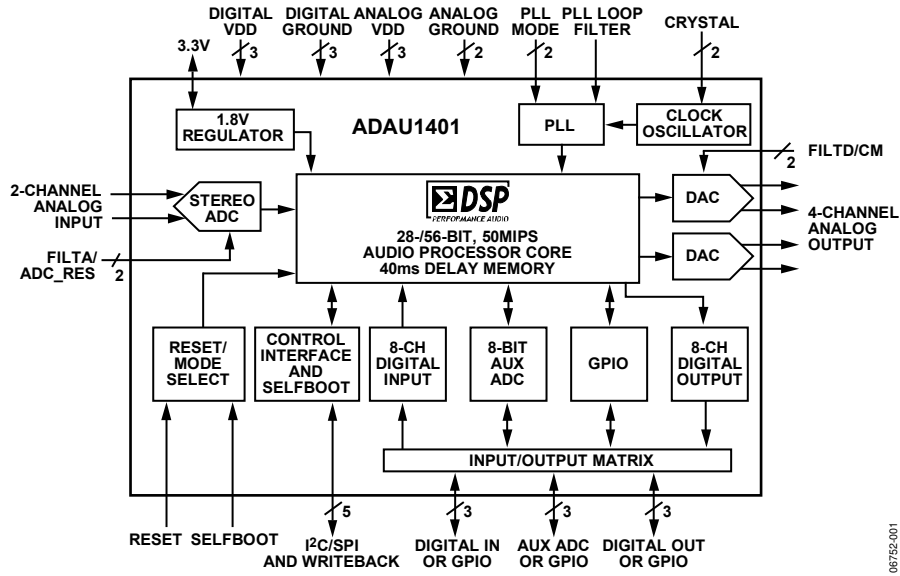 DIGITAL
VDD
3
DIGITAL
GROUND
3
ANALOG
VDD
3
ANALOG
GROUND
2
PLL
MODE
2
PLL LOOP
FILTER
CRYSTAL
2
3.3V
1.8V
REGULATOR
ADAU1401
PLL
CLOCK
OSCILLATOR
FILTD/CM
2
2-CHANNEL
ANALOG
INPUT
STEREO
ADC
DSP
PERFORMANCE AUDIO
28-/56-BIT, 50MIPS
AUDIO PROCESSOR CORE
40ms DELAY MEMORY
DAC
DAC
4-CHANNEL
ANALOG
OUTPUT
FILTA/
ADC_RES
2
RESET/
MODE
SELECT
CONTROL
INTERFACE
AND
SELFBOOT
8-CH
DIGITAL
INPUT
8-BIT
AUX
ADC
GPIO
8-CH
DIGITAL
OUTPUT
INPUT/OUTPUT MATRIX
5
3
3
3
RESET SELFBOOT
I²C/SPI
AND WRITEBACK
DIGITAL IN
OR GPIO
AUX ADC
OR GPIO
DIGITAL OUT
OR GPIO
06752-001